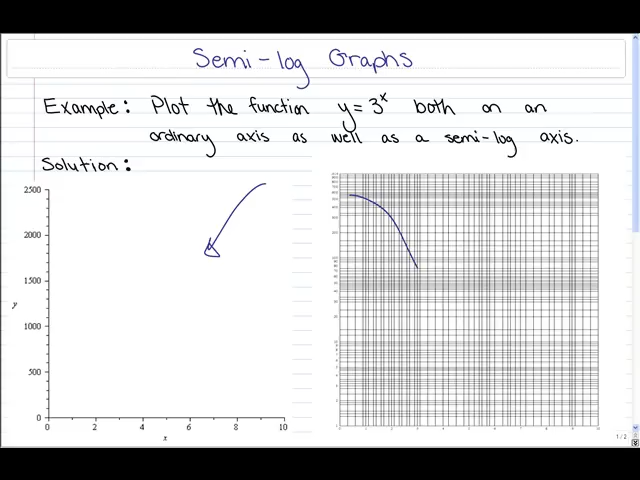 Semi-log Graphs
Example: Plot the function y = 3^x both on an
ordinary axis as well as a semi-log axis.
Solution:
2500
2000
1500
y
1000
500
0
0 2 4 6 8 10
x
1/2